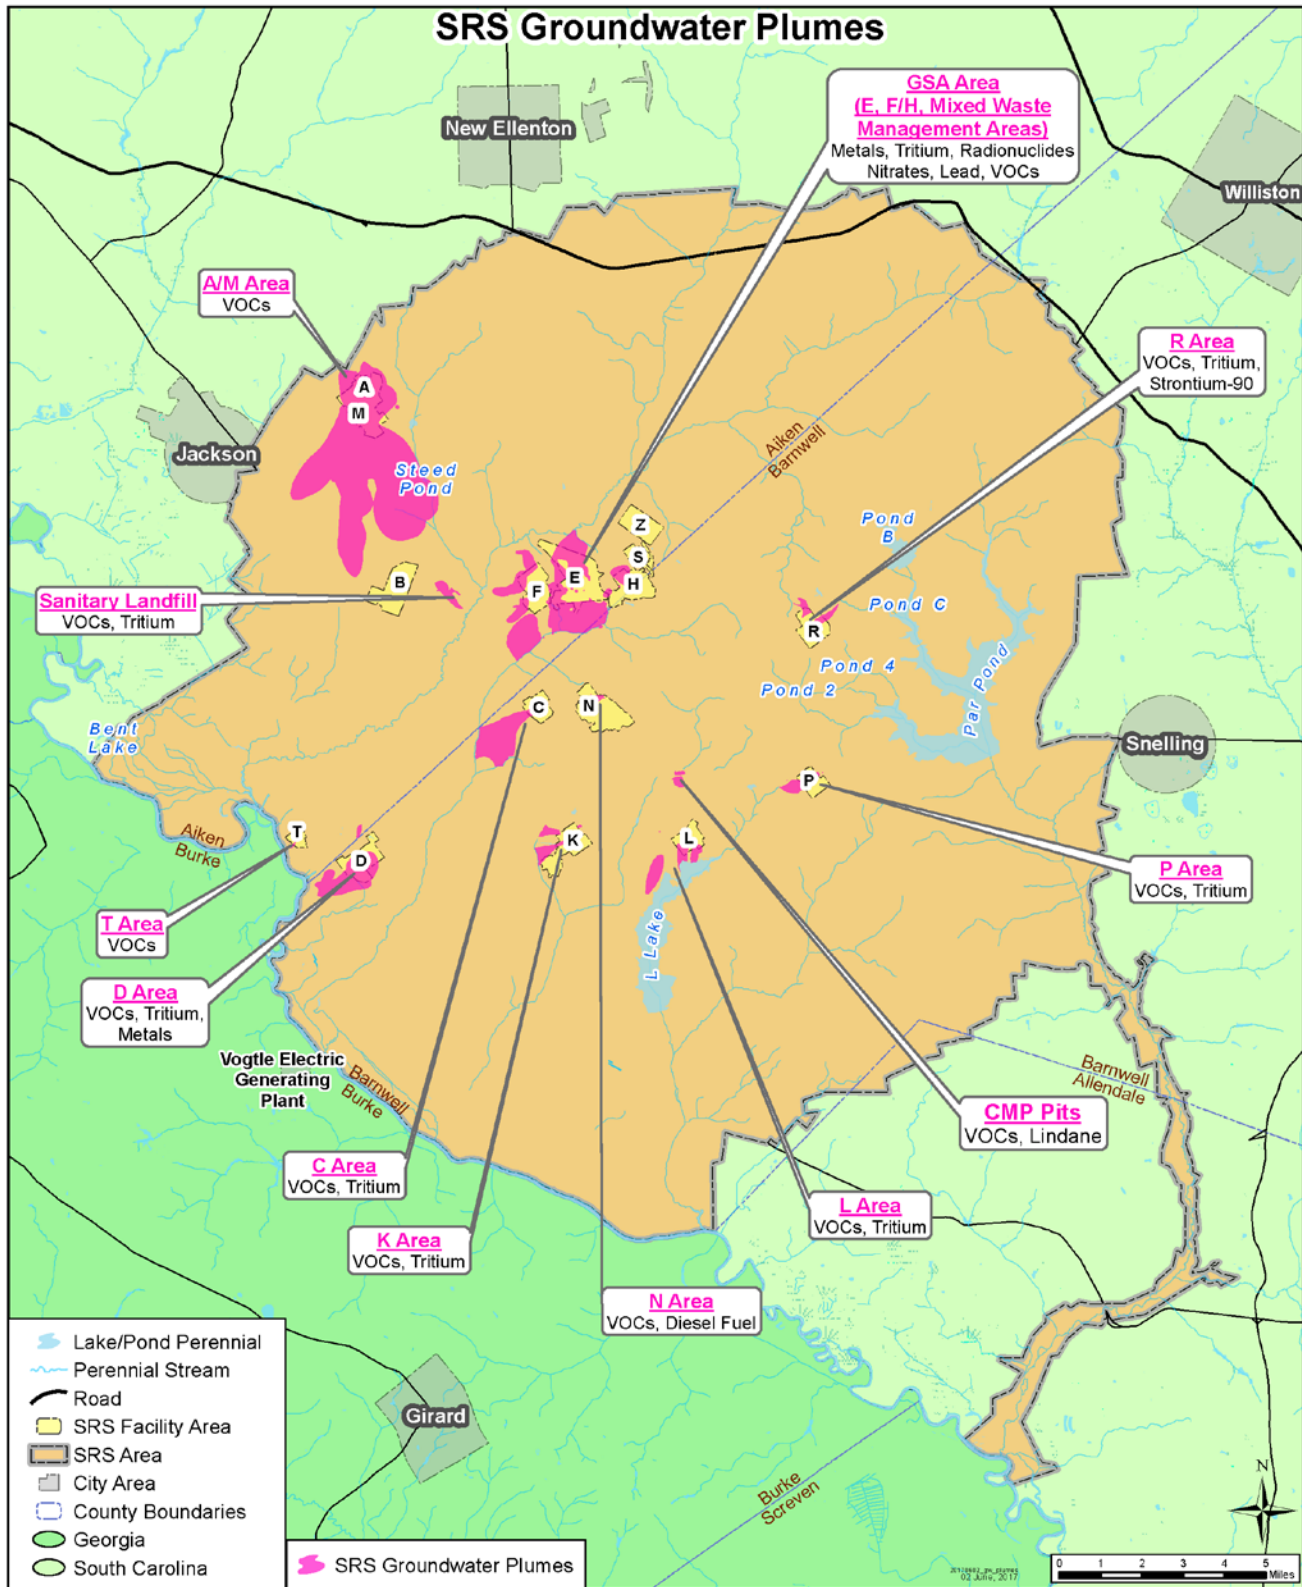 SRS Groundwater Plumes
GSA Area
(E, F/H, Mixed Waste
Management Areas)
Metals, Tritium, Radionuclides
Nitrates, Lead, VOCs
New Ellenton
Williston
A/M Area
VOCs
R Area
VOCs, Tritium,
Strontium-90
A
M
Jackson
Steed
Pond
Aiken
Barnwell
Pond
B
Z
S
H
E
F
B
Sanitary Landfill
VOCs, Tritium
Pond C
R
Pond 4
Pond 2
Par Pond
C
N
Bent
Lake
Snelling
P
T
Aiken
Burke
D
K
L
P Area
VOCs, Tritium
T Area
VOCs
L Lake
D Area
VOCs, Tritium,
Metals
Vogtle Electric
Generating
Plant
Barnwell
Burke
Barnwell
Allendale
CMP Pits
VOCs, Lindane
C Area
VOCs, Tritium
L Area
VOCs, Tritium
K Area
VOCs, Tritium
N Area
VOCs, Diesel Fuel
Lake/Pond Perennial
Perennial Stream
Road
SRS Facility Area
SRS Area
City Area
County Boundaries
Georgia
South Carolina
Girard
Burke
Screven
SRS Groundwater Plumes
02 June, 2017
N
0 1 2 3 4 5
Miles